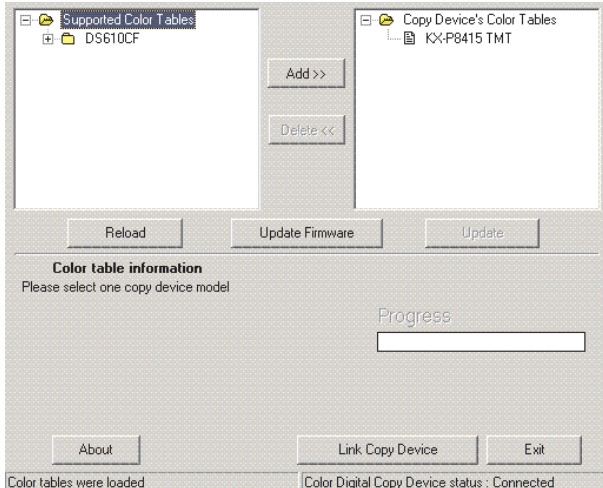 Supported Color Tables
DS610CF
Copy Device's Color Tables
KX-P8415 TMT
Add >>
Delete <<
Reload
Update Firmware
Update
Color table information
Please select one copy device model
Progress
About
Link Copy Device
Exit
Color tables were loaded
Color Digital Copy Device status : Connected